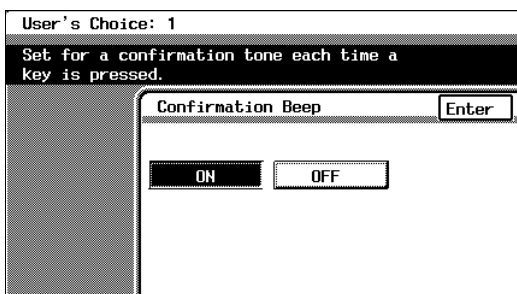 User's Choice: 1
Set for a confirmation tone each time a
key is pressed.
Confirmation Beep Enter
ON OFF